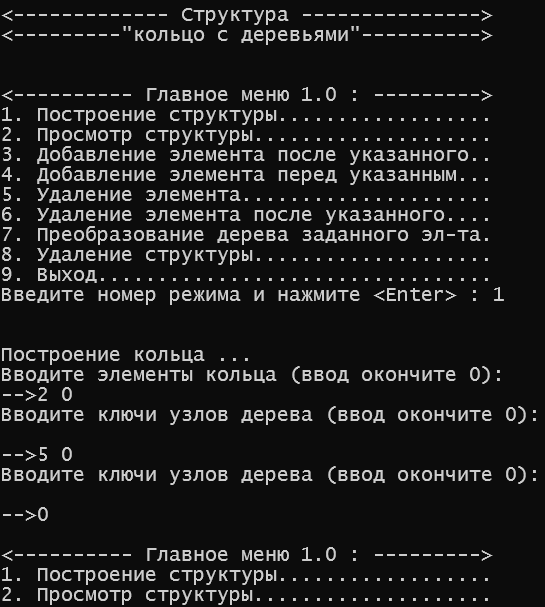 <------------- Структура --------------->
<---------"кольцо с деревьями"---------->
<---------- Главное меню 1.0 : --------->
1. Построение структуры..................
2. Просмотр структуры....................
3. Добавление элемента после указанного..
4. Добавление элемента перед указанным...
5. Удаление элемента.....................
6. Удаление элемента после указанного....
7. Преобразование дерева заданного эл-та.
8. Удаление структуры....................
9. Выход.................................
Введите номер режима и нажмите <Enter> : 1
Построение кольца ...
Вводите элементы кольца (ввод окончите 0):
-->2 0
Вводите ключи узлов дерева (ввод окончите 0):
-->5 0
Вводите ключи узлов дерева (ввод окончите 0):
-->0
<---------- Главное меню 1.0 : --------->
1. Построение структуры..................
2. Просмотр структуры....................